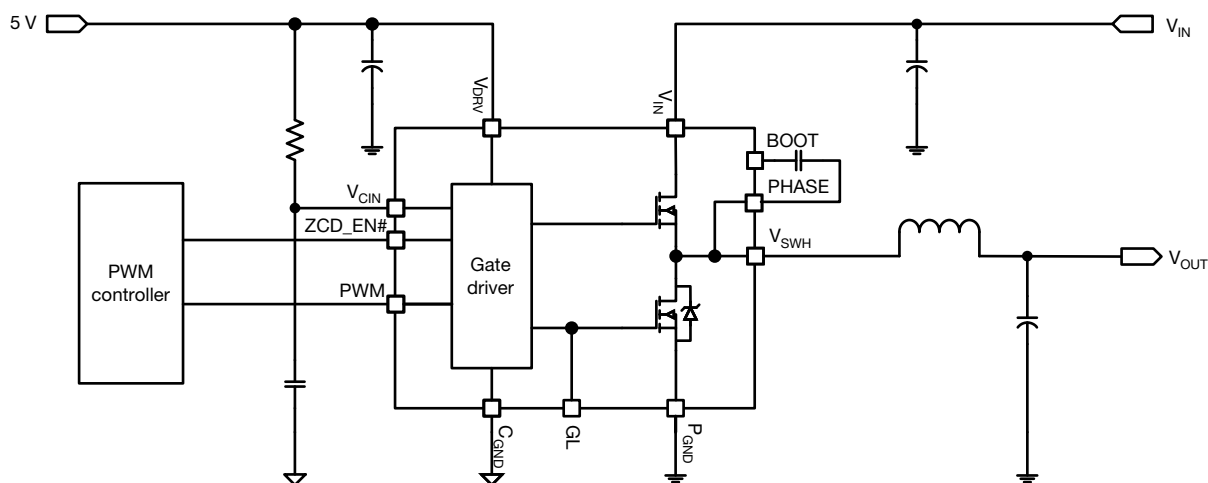 5 V
V_IN
V_DRV
V_IN
BOOT
PHASE
V_CIN
ZCD_EN#
V_SWH
PWM
controller
Gate
driver
PWM
V_OUT
C_GND
GL
P_GND